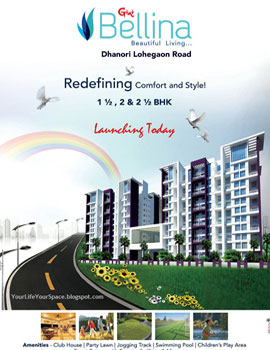 Giní
Bellina
Beautiful Living...
Dhanori Lohegaon Road
Redefining Comfort and Style!
1 ½ , 2 & 2 ½ BHK
Launching Today
YourLifeYourSpace.blogspot.com
Amenities - Club House | Party Lawn | Jogging Track | Swimming Pool | Children's Play Area